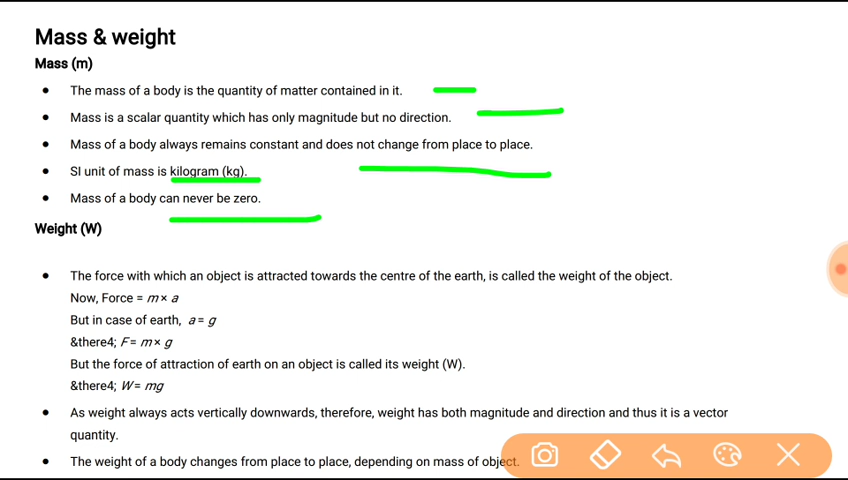 Mass & weight
Mass (m)
• The mass of a body is the quantity of matter contained in it.
• Mass is a scalar quantity which has only magnitude but no direction.
• Mass of a body always remains constant and does not change from place to place.
• SI unit of mass is kilogram (kg).
• Mass of a body can never be zero.
Weight (W)
• The force with which an object is attracted towards the centre of the earth, is called the weight of the object.
Now, Force = m × a
But in case of earth, a = g
&there4; F = m × g
But the force of attraction of earth on an object is called its weight (W).
&there4; W = mg
• As weight always acts vertically downwards, therefore, weight has both magnitude and direction and thus it is a vector
quantity.
• The weight of a body changes from place to place, depending on mass of object.